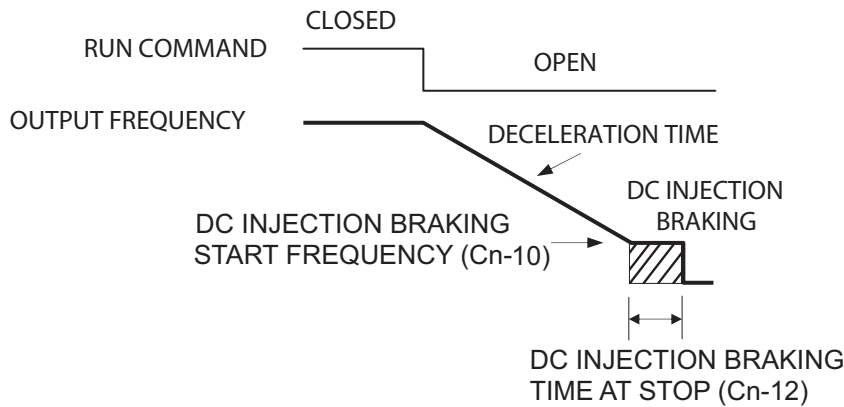 CLOSED
RUN COMMAND
OPEN
OUTPUT FREQUENCY
DECELERATION TIME
DC INJECTION
BRAKING
DC INJECTION BRAKING
START FREQUENCY (Cn-10)
DC INJECTION BRAKING
TIME AT STOP (Cn-12)